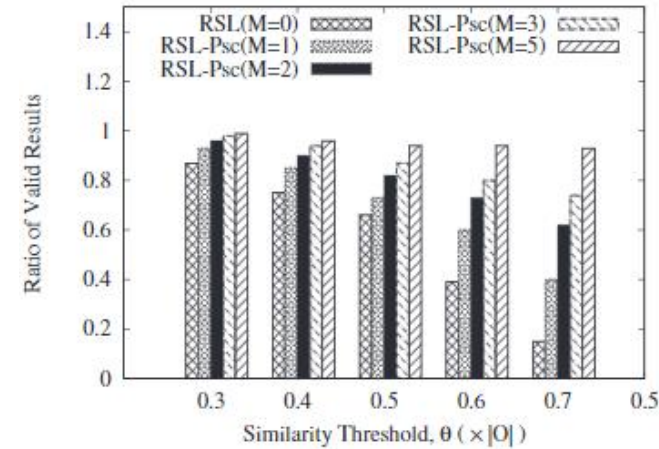 RSL(M=0) RSL-Psc(M=3)
RSL-Psc(M=1) RSL-Psc(M=5)
RSL-Psc(M=2)
1.4
1.2
1
0.8
0.6
0.4
0.2
0
Ratio of Valid Results
0.3 0.4 0.5 0.6 0.7 0.5
Similarity Threshold, θ ( ×|O|)